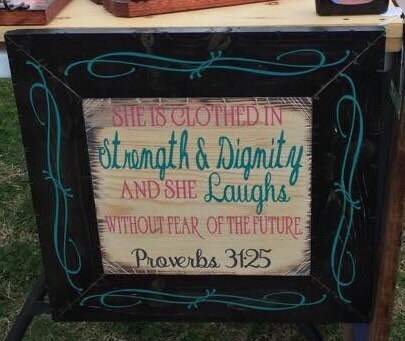 SHE IS CLOTHED IN
Strength & Dignity
AND SHE Laughs
WITHOUT FEAR OF THE FUTURE.
Proverbs 31:25